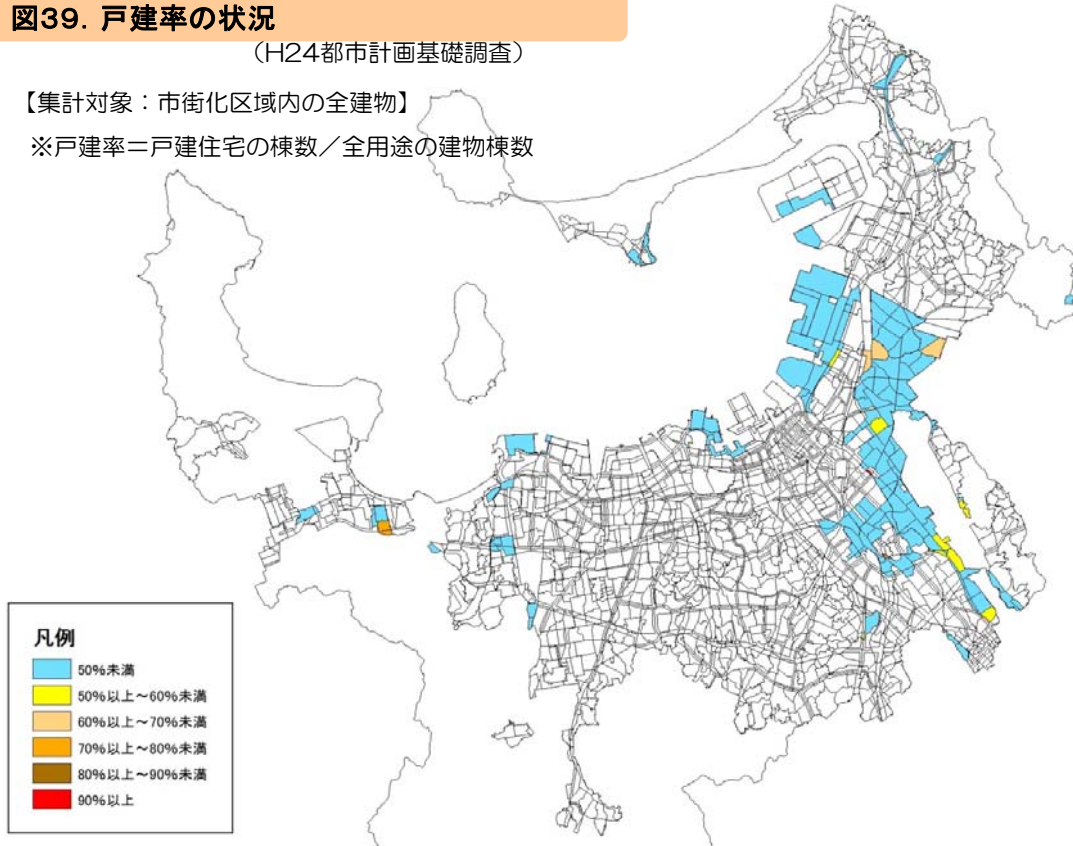 図39．戸建率の状況
（H24都市計画基礎調査）
【集計対象：市街化区域内の全建物】
※戸建率＝戸建住宅の棟数／全用途の建物棟数
凡例
50%未満
50%以上～60%未満
60%以上～70%未満
70%以上～80%未満
80%以上～90%未満
90%以上